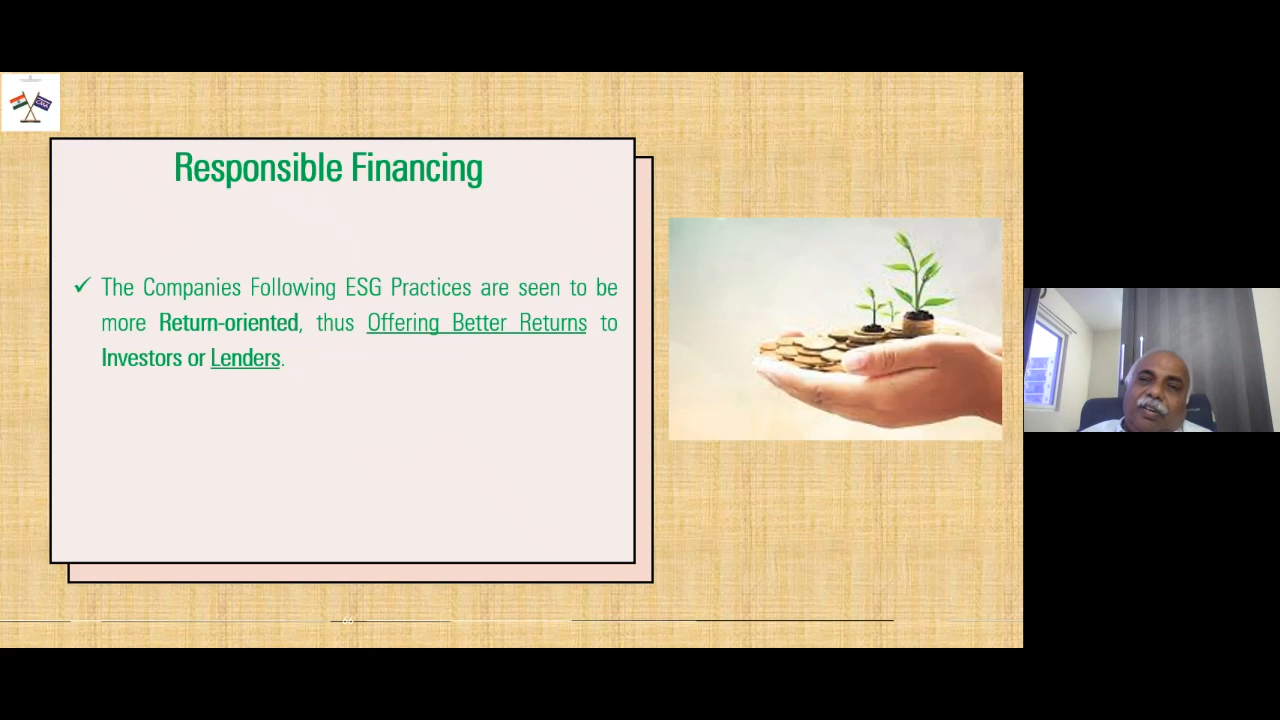 Responsible Financing
✓ The Companies Following ESG Practices are seen to be
more Return-oriented, thus Offering Better Returns to
Investors or Lenders.